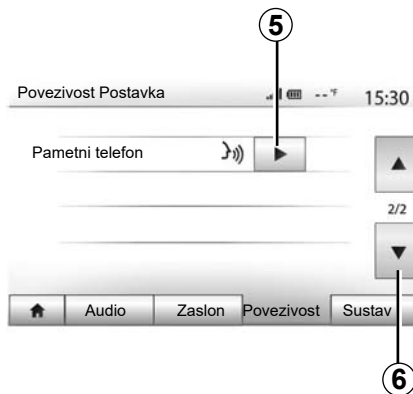 5
Povezivost Postavka -- °F 15:30
Pametni telefon
2/2
Audio Zaslon Povezivost Sustav
6